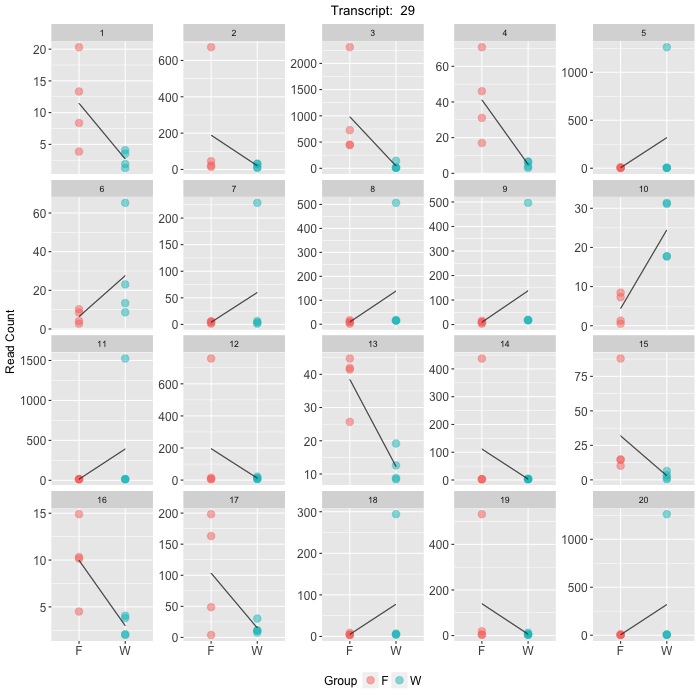 Transcript: 29
1 2 3 4 5
20 15 10 5
600 400 200 0
2000 1500 1000 500 0
60 40 20 0
1000 500 0
6 7 8 9 10
60 40 20 0
200 150 100 50 0
500 400 300 200 100 0
500 400 300 200 100 0
30 20 10 0
Read Count
11 12 13 14 15
1500 1000 500 0
600 400 200 0
40 30 20 10
400 300 200 100 0
75 50 25 0
16 17 18 19 20
15 10 5
200 150 100 50 0
300 200 100 0
400 200 0
1000 500 0
F W F W F W F W F W
Group F W